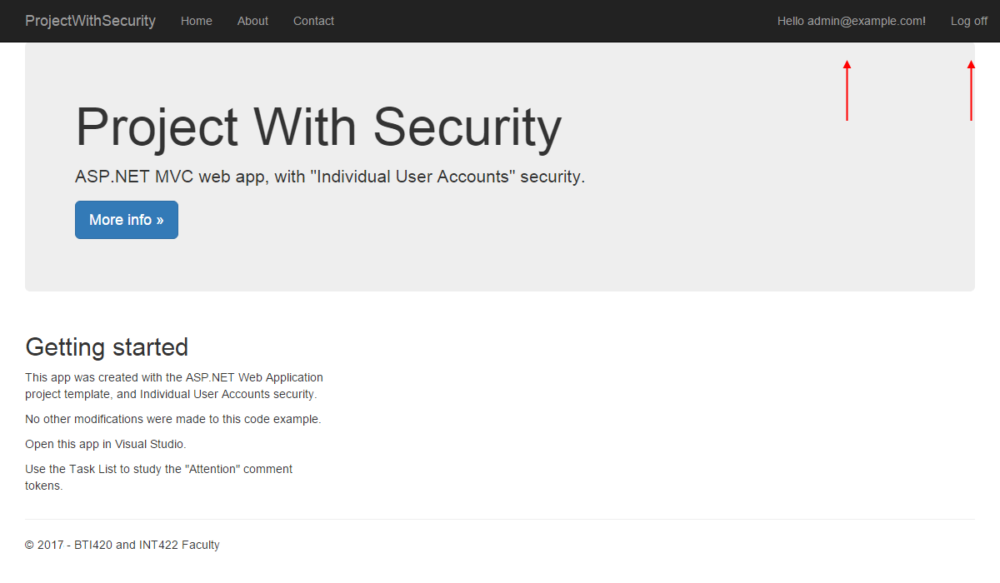 ProjectWithSecurity Home About Contact Hello admin@example.com! Log off
Project With Security
ASP.NET MVC web app, with "Individual User Accounts" security.
More info »
Getting started
This app was created with the ASP.NET Web Application
project template, and Individual User Accounts security.
No other modifications were made to this code example.
Open this app in Visual Studio.
Use the Task List to study the "Attention" comment
tokens.
© 2017 - BTI420 and INT422 Faculty